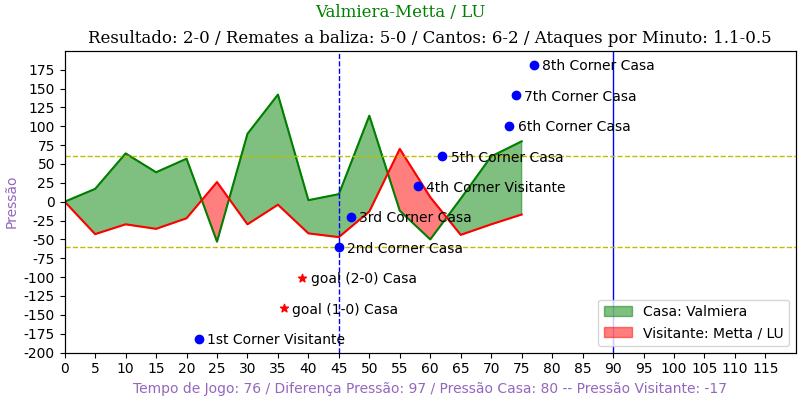 Valmiera-Metta / LU
Resultado: 2-0 / Remates a baliza: 5-0 / Cantos: 6-2 / Ataques por Minuto: 1.1-0.5
Pressão
175
150
125
100
75
50
25
0
-25
-50
-75
-100
-125
-150
-175
-200
8th Corner Casa
7th Corner Casa
6th Corner Casa
5th Corner Casa
4th Corner Visitante
3rd Corner Casa
2nd Corner Casa
goal (2-0) Casa
goal (1-0) Casa
1st Corner Visitante
Casa: Valmiera
Visitante: Metta / LU
0 5 10 15 20 25 30 35 40 45 50 55 60 65 70 75 80 85 90 95 100 105 110 115
Tempo de Jogo: 76 / Diferença Pressão: 97 / Pressão Casa: 80 -- Pressão Visitante: -17